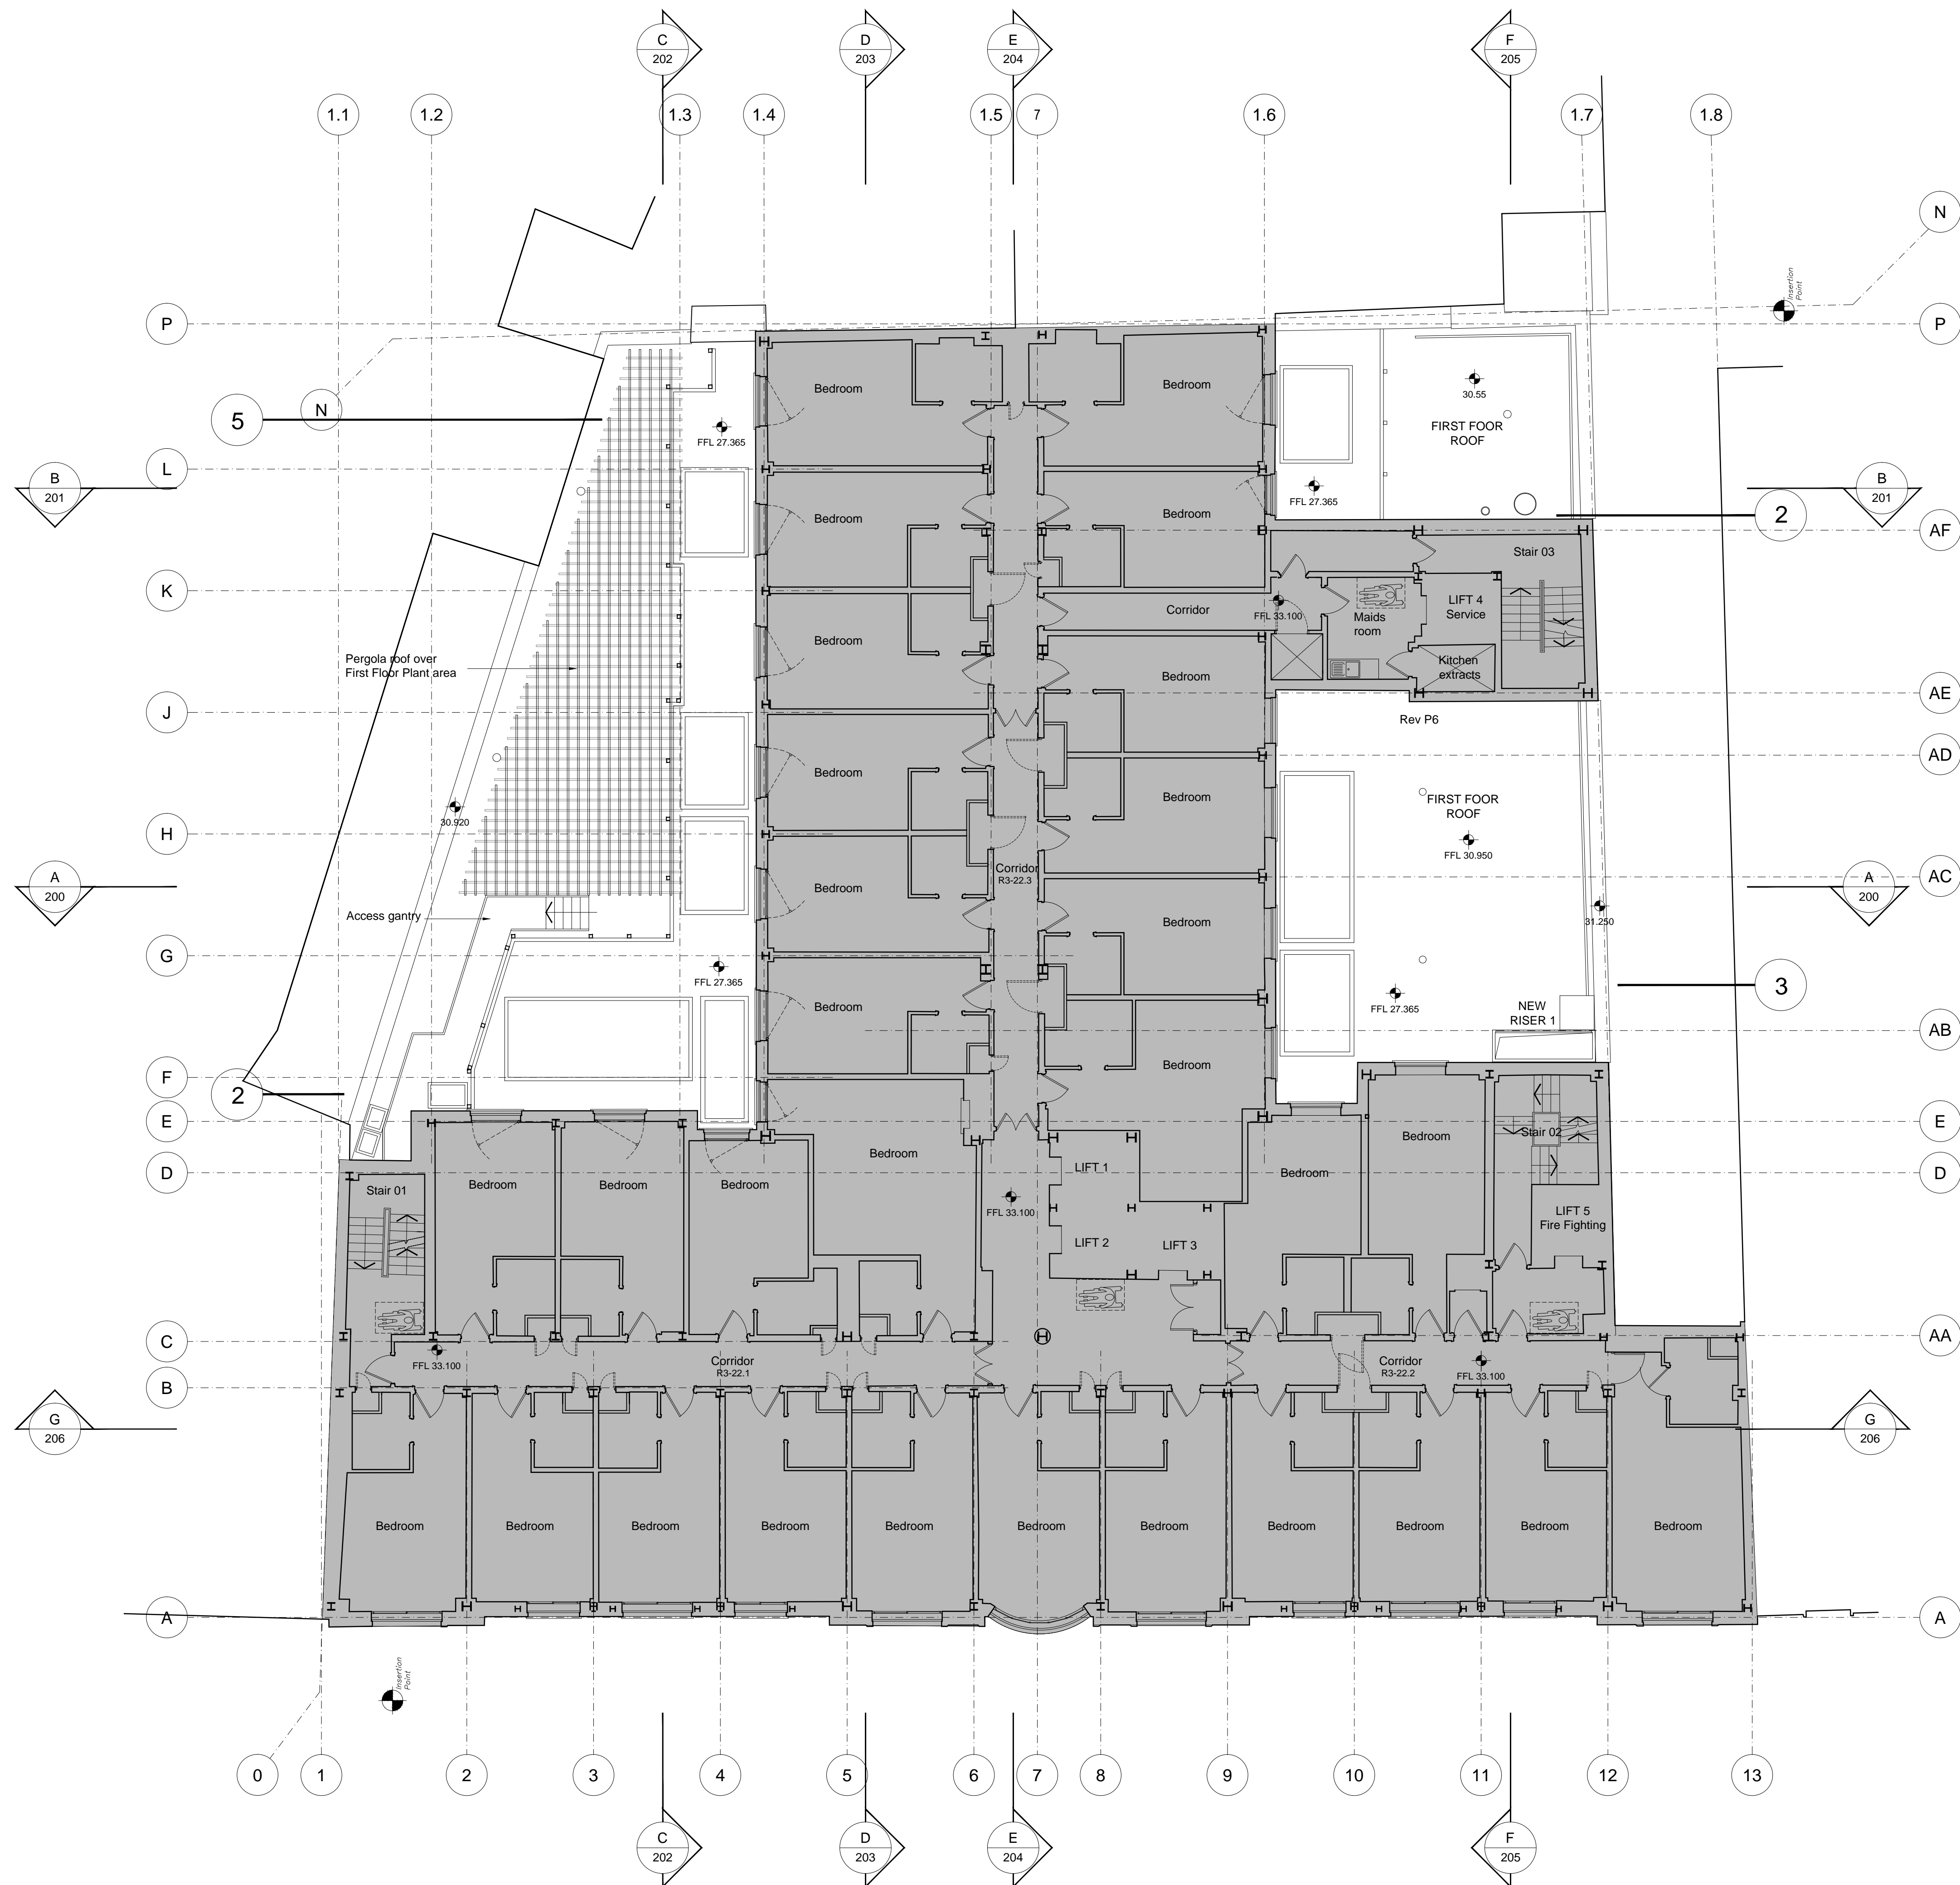 C
202
D
203
E
204
F
205
1.1
1.2
1.3
1.4
1.5
7
1.6
1.7
1.8
N
Insertion
Point
P
P
N
5
L
B
201
B
201
2
AF
K
J
H
A
200
G
F
2
E
D
C
B
G
206
A
AE
AD
AC
A
200
3
AB
E
D
AA
G
206
A
Bedroom
Bedroom
30.55
FIRST FOOR
ROOF
FFL 27.365
FFL 27.365
Bedroom
Bedroom
Stair 03
Corridor
FFL 33.100
Maids
room
LIFT 4
Service
Kitchen
extracts
Bedroom
Pergola roof over
First Floor Plant area
Bedroom
Rev P6
Bedroom
Bedroom
FIRST FOOR
ROOF
30.920
FFL 30.950
Corridor
R3-22.3
Bedroom
Access gantry
Bedroom
31.250
FFL 27.365
Bedroom
FFL 27.365
NEW
RISER 1
Bedroom
Bedroom
Stair 02
Bedroom
LIFT 1
Bedroom
Stair 01
Bedroom
Bedroom
Bedroom
FFL 33.100
LIFT 5
Fire Fighting
LIFT 2
LIFT 3
FFL 33.100
Corridor
R3-22.1
Corridor
R3-22.2
FFL 33.100
Bedroom
Bedroom
Bedroom
Bedroom
Bedroom
Bedroom
Bedroom
Bedroom
Bedroom
Bedroom
Bedroom
Insertion
Point
0
1
2
3
4
5
6
7
8
9
10
11
12
13
C
202
D
203
E
204
F
205